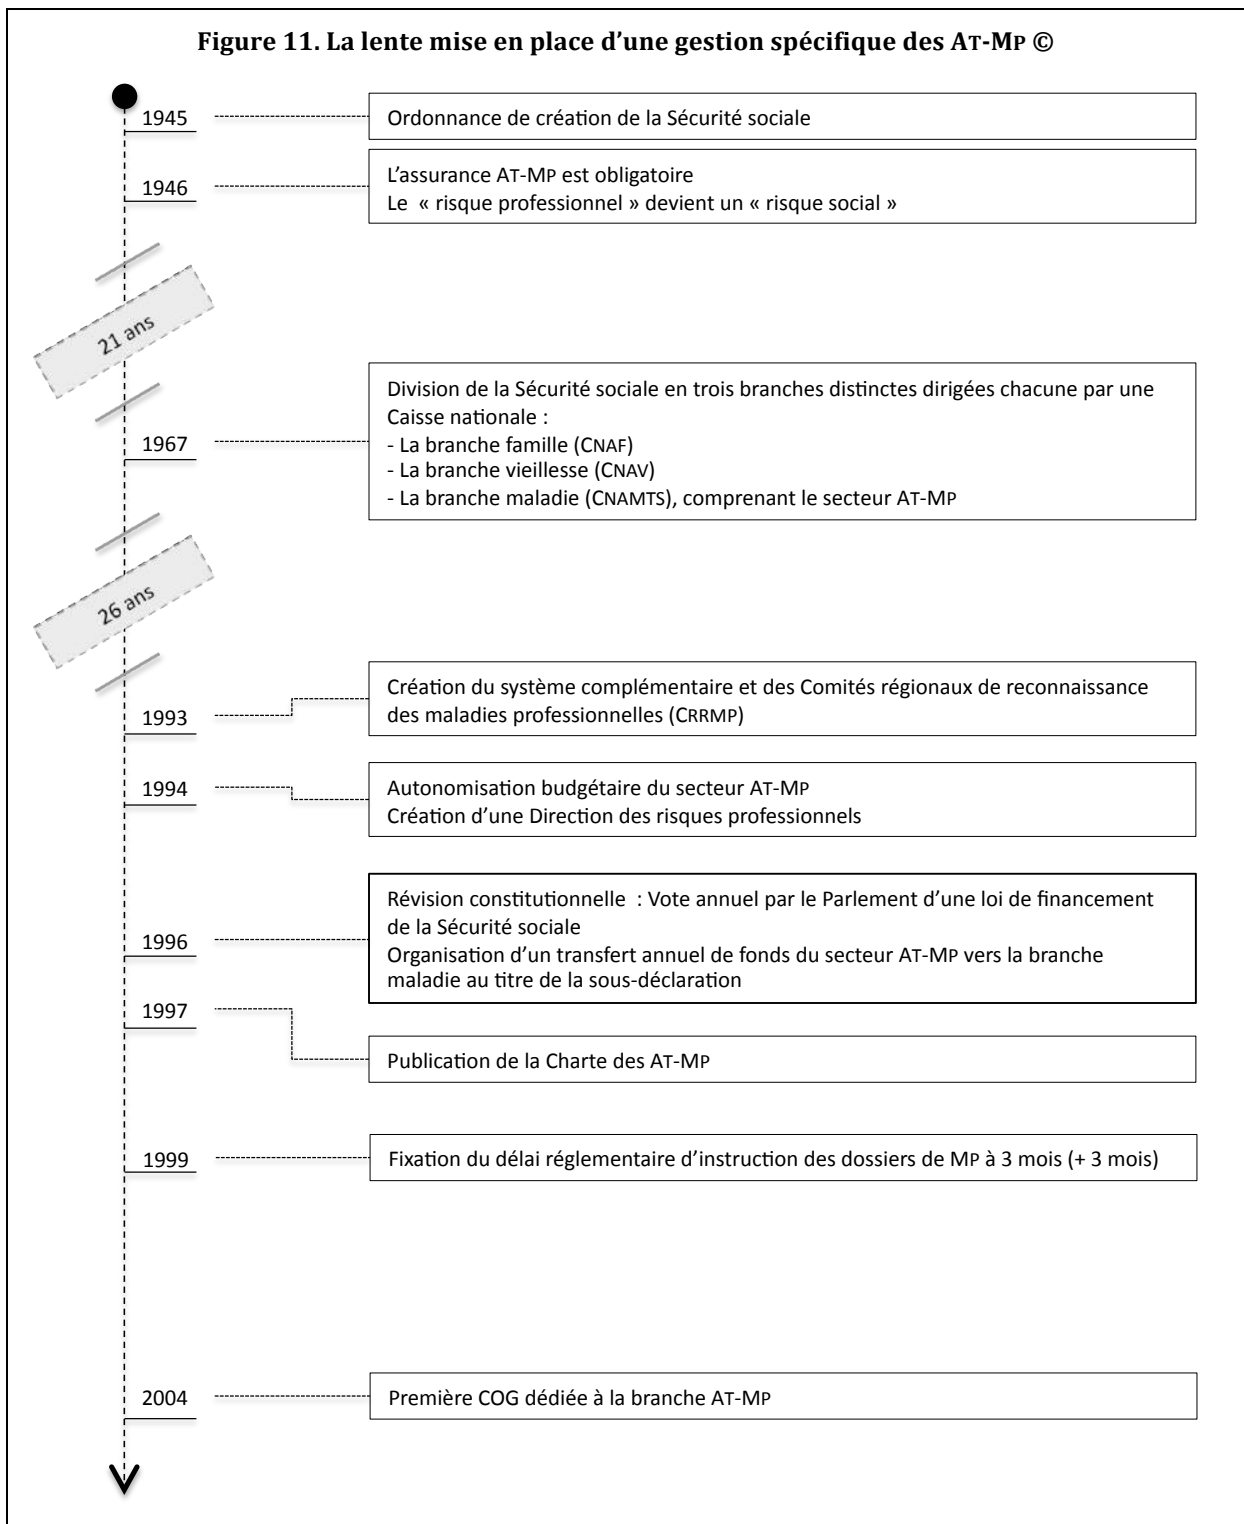 Figure 11. La lente mise en place d’une gestion spécifique des AT-MP ©
1945
Ordonnance de création de la Sécurité sociale
1946
L’assurance AT-MP est obligatoire
Le « risque professionnel » devient un « risque social »
21 ans
1967
Division de la Sécurité sociale en trois branches distinctes dirigées chacune par une
Caisse nationale :
- La branche famille (CNAF)
- La branche vieillesse (CNAV)
- La branche maladie (CNAMTS), comprenant le secteur AT-MP
26 ans
1993
Création du système complémentaire et des Comités régionaux de reconnaissance
des maladies professionnelles (CRRMP)
1994
Autonomisation budgétaire du secteur AT-MP
Création d’une Direction des risques professionnels
1996
Révision constitutionnelle : Vote annuel par le Parlement d’une loi de financement
de la Sécurité sociale
Organisation d’un transfert annuel de fonds du secteur AT-MP vers la branche
maladie au titre de la sous-déclaration
1997
Publication de la Charte des AT-MP
1999
Fixation du délai réglementaire d’instruction des dossiers de MP à 3 mois (+ 3 mois)
2004
Première COG dédiée à la branche AT-MP